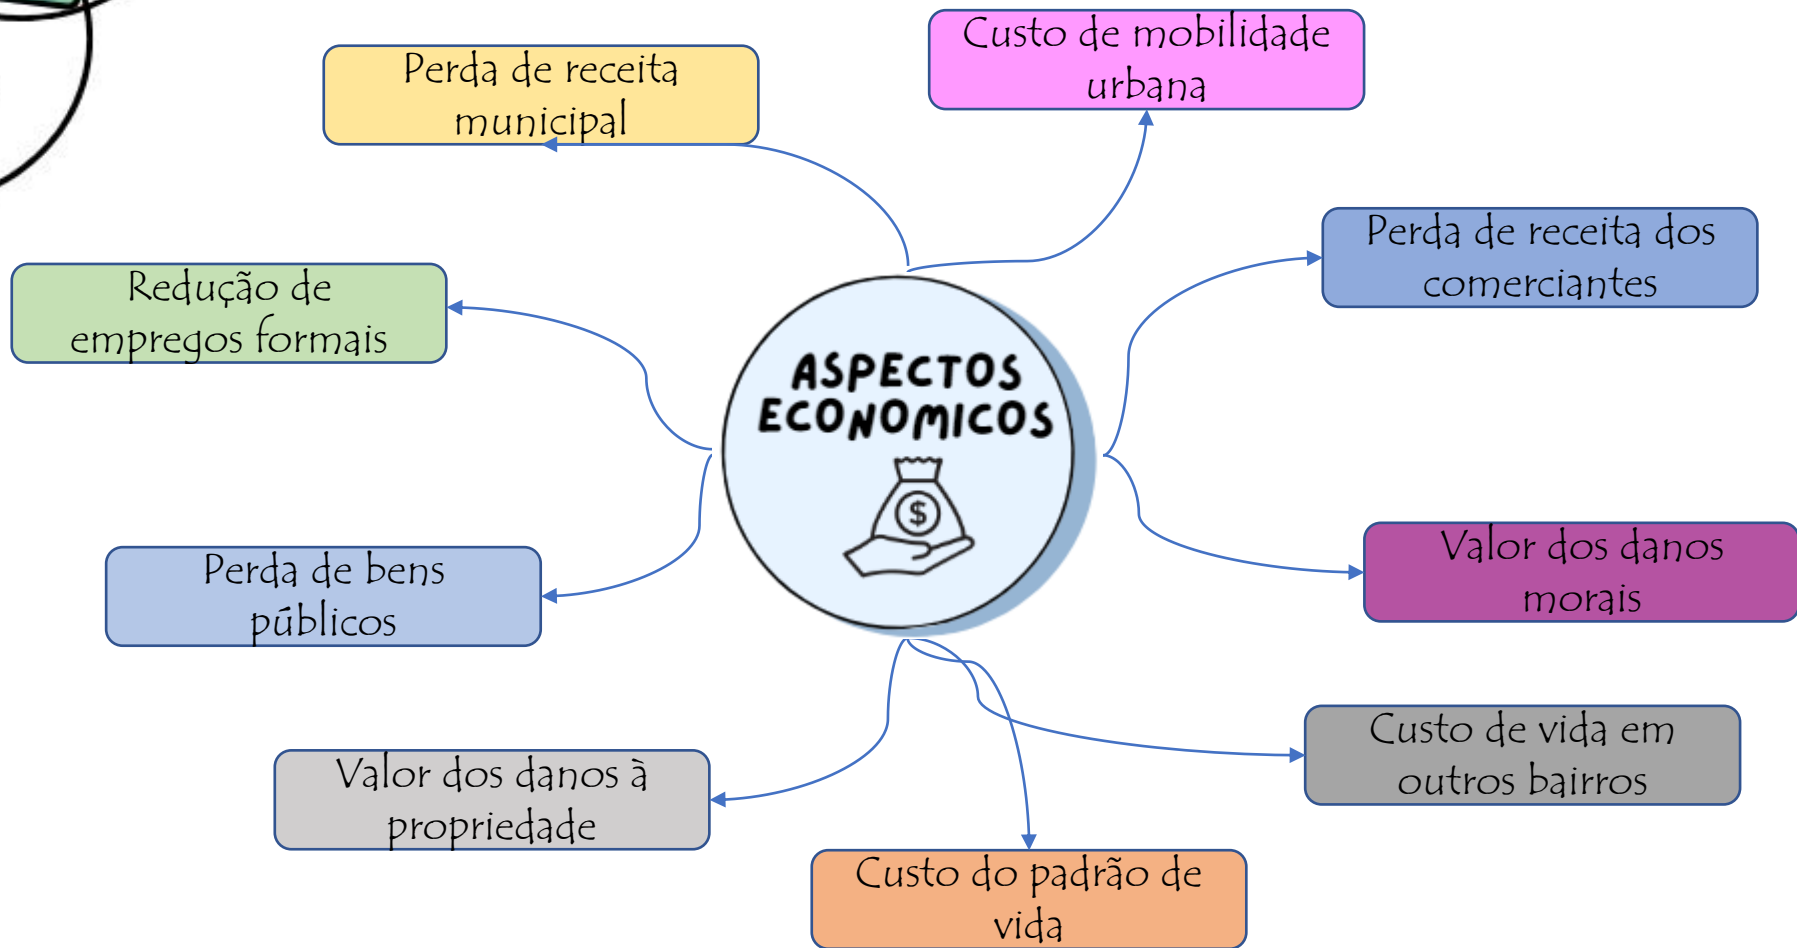 Custo de mobilidade
urbana
Perda de receita
municipal
Perda de receita dos
comerciantes
Redução de
empregos formais
ASPECTOS
ECONOMICOS
$
Valor dos danos
morais
Perda de bens
públicos
Custo de vida em
outros bairros
Valor dos danos à
propriedade
Custo do padrão de
vida